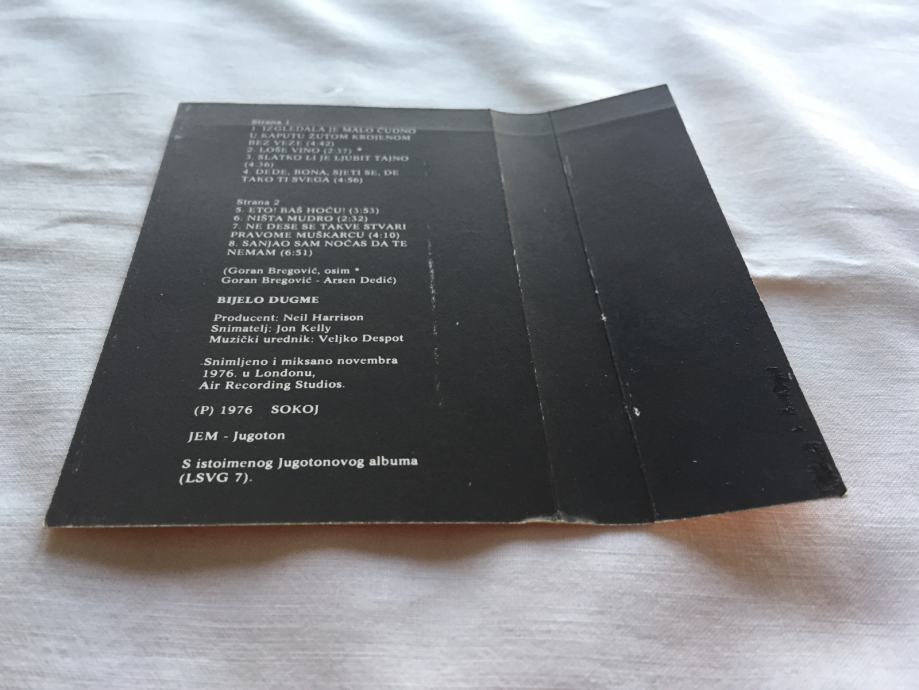 Strana 1
1. IZGLEDALA JE MALO ČUDNO
U KAPUTU ŽUTOM KROJENOM
BEZ VEZE (4:42)
2. LOŠE VINO (2:37) *
3. SLATKO LI JE LJUBIT TAJNO
(4:36)
4. DEDE, BONA, SJETI SE, DE
TAKO TI SVEGA (4:56)
Strana 2
5. ETO! BAŠ HOĆU! (3:53)
6. NIŠTA MUDRO (2:32)
7. NE DESE SE TAKVE STVARI
PRAVOME MUŠKARCU (4:10)
8. SANJAO SAM NOĆAS DA TE
NEMAM (6:51)
(Goran Bregović, osim *
Goran Bregović - Arsen Dedić)
BIJELO DUGME
Producent: Neil Harrison
Snimatelj: Jon Kelly
Muzički urednik: Veljko Despot
Snimljeno i miksano novembra
1976. u Londonu,
Air Recording Studios.
(P) 1976 SOKOJ
JEM - Jugoton
S istoimenog Jugotonovog albuma
(LSVG 7).